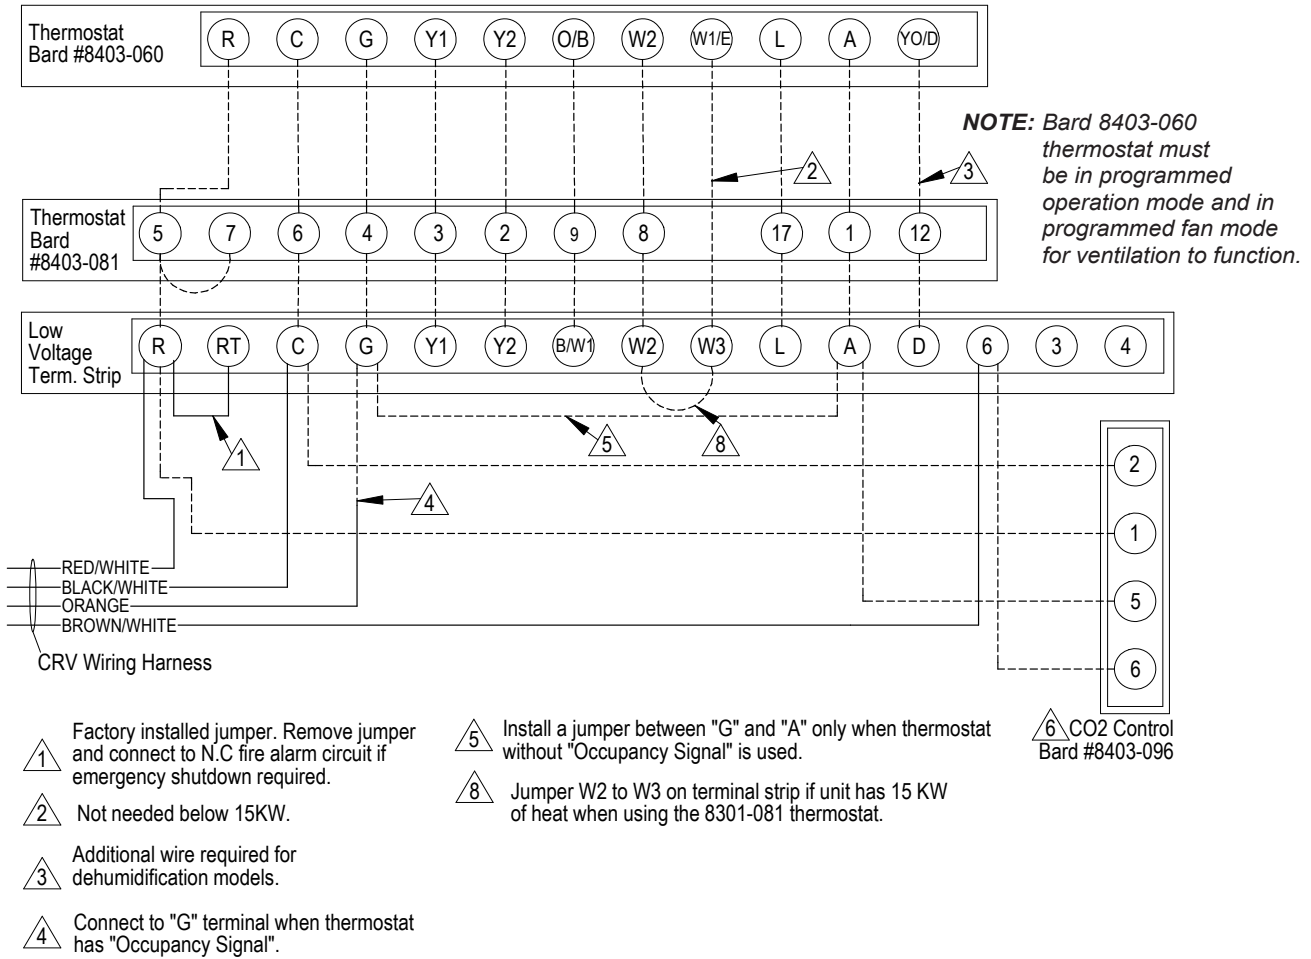 Thermostat
Bard #8403-060
R C G Y1 Y2 O/B W2 W1/E L A YO/D
NOTE: Bard 8403-060
thermostat must
be in programmed
operation mode and in
programmed fan mode
for ventilation to function.
2
3
Thermostat
Bard
#8403-081
5 7 6 4 3 2 9 8 17 1 12
Low
Voltage
Term. Strip
R RT C G Y1 Y2 B/W1 W2 W3 L A D 6 3 4
1
5
8
4
2
1
5
6
RED/WHITE
BLACK/WHITE
ORANGE
BROWN/WHITE
CRV Wiring Harness
6 CO2 Control
Bard #8403-096
1 Factory installed jumper. Remove jumper
and connect to N.C fire alarm circuit if
emergency shutdown required.
2 Not needed below 15KW.
3 Additional wire required for
dehumidification models.
4 Connect to "G" terminal when thermostat
has "Occupancy Signal".
5 Install a jumper between "G" and "A" only when thermostat
without "Occupancy Signal" is used.
8 Jumper W2 to W3 on terminal strip if unit has 15 KW
of heat when using the 8301-081 thermostat.